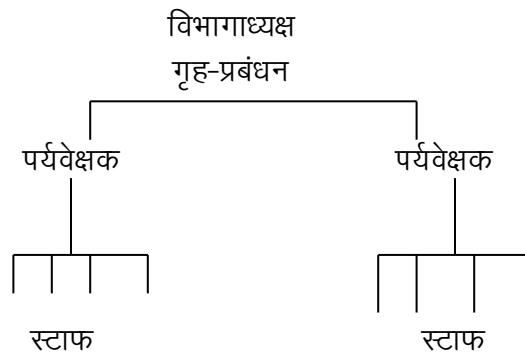 विभागाध्यक्ष
गृह-प्रबंधन
पर्यवेक्षक
पर्यवेक्षक
स्टाफ
स्टाफ